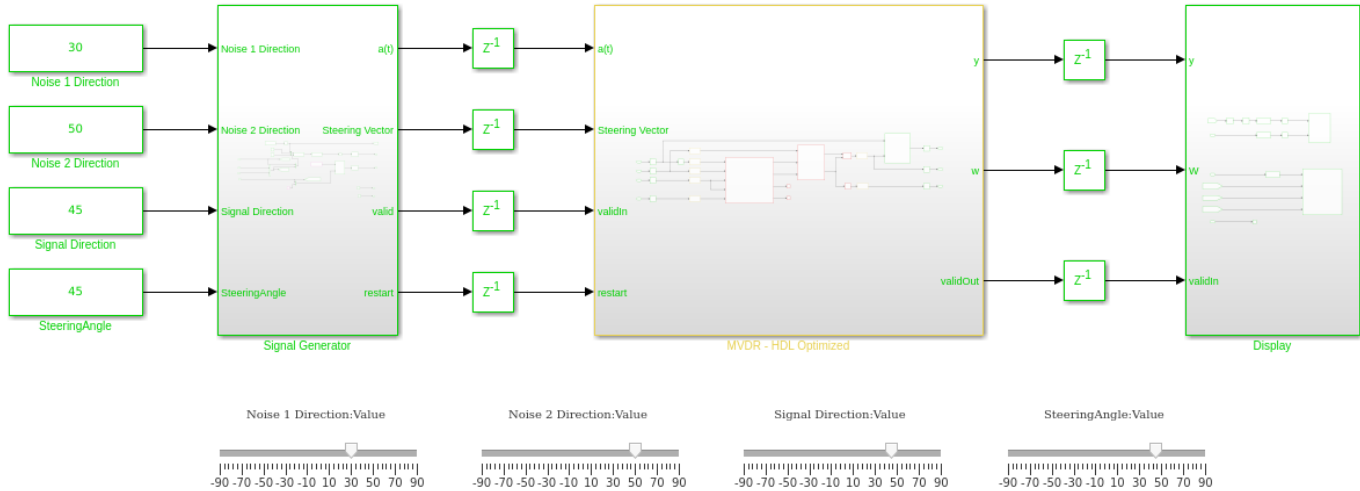 30
Noise 1 Direction
50
Noise 2 Direction
45
Signal Direction
45
SteeringAngle
Noise 1 Direction
Noise 2 Direction
Signal Direction
SteeringAngle
a(t)
Steering Vector
valid
restart
Signal Generator
Z-1
Z-1
Z-1
Z-1
a(t)
Steering Vector
validIn
restart
y
w
validOut
MVDR - HDL Optimized
Z-1
Z-1
Z-1
y
W
validIn
Display
Noise 1 Direction:Value
-90 -70 -50 -30 -10 10 30 50 70 90
Noise 2 Direction:Value
-90 -70 -50 -30 -10 10 30 50 70 90
Signal Direction:Value
-90 -70 -50 -30 -10 10 30 50 70 90
SteeringAngle:Value
-90 -70 -50 -30 -10 10 30 50 70 90